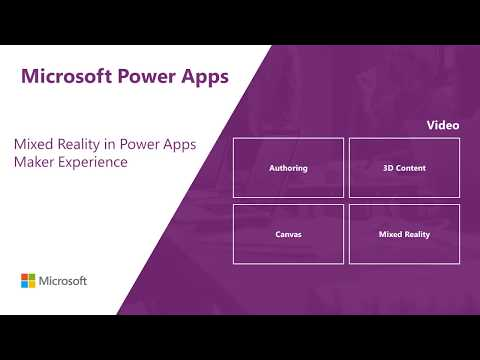 Microsoft Power Apps
Mixed Reality in Power Apps
Maker Experience
Video
Authoring
3D Content
Canvas
Mixed Reality
Microsoft